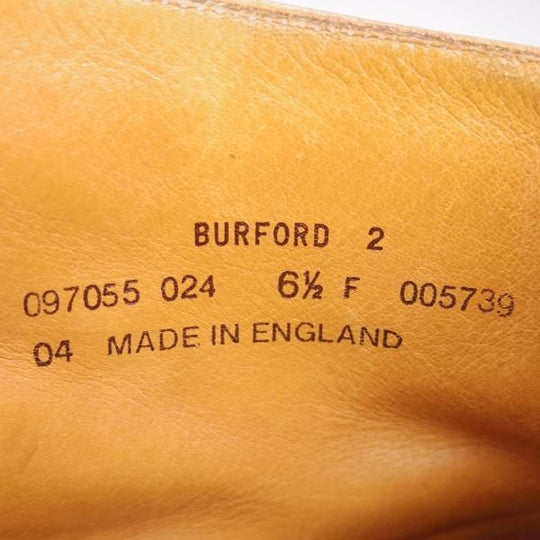 BURFORD 2
097055 024 6½ F 005739
04 MADE IN ENGLAND